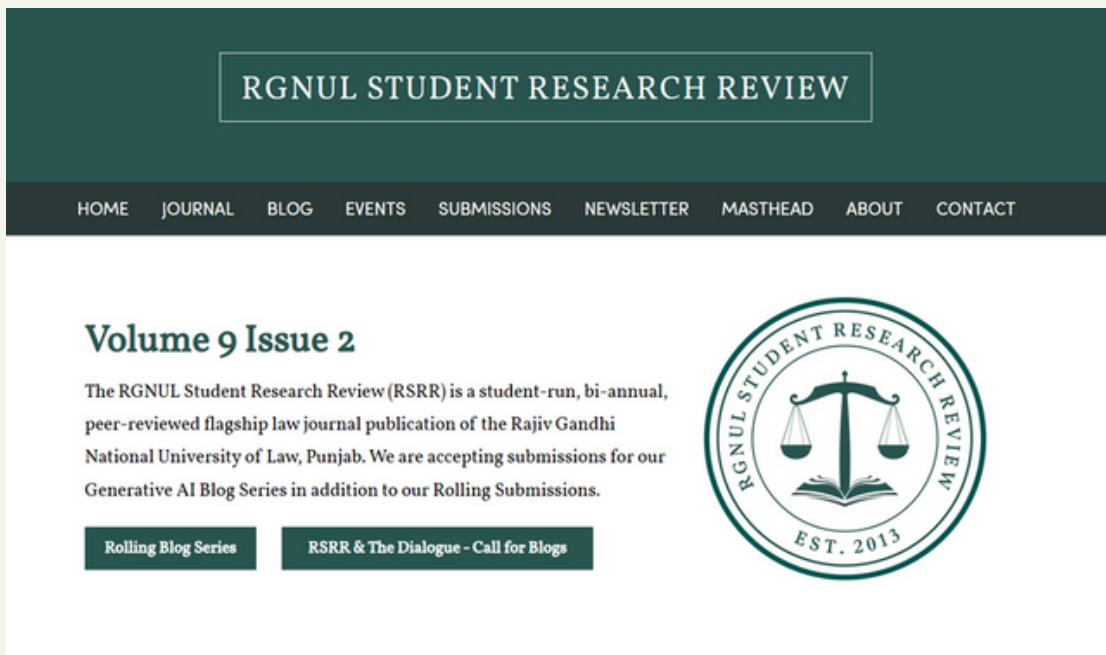 RGNUL STUDENT RESEARCH REVIEW
HOME JOURNAL BLOG EVENTS SUBMISSIONS NEWSLETTER MASTHEAD ABOUT CONTACT
Volume 9 Issue 2
The RGNUL Student Research Review (RSRR) is a student-run, bi-annual,
peer-reviewed flagship law journal publication of the Rajiv Gandhi
National University of Law, Punjab. We are accepting submissions for our
Generative AI Blog Series in addition to our Rolling Submissions.
Rolling Blog Series RSRR & The Dialogue - Call for Blogs
RGNUL STUDENT RESEARCH REVIEW
EST. 2013